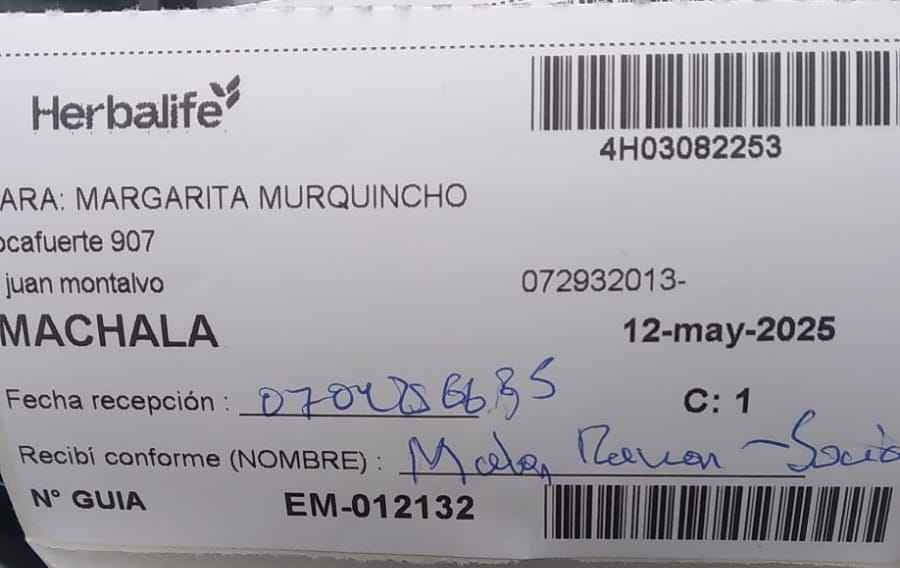 Herbalife
4H03082253
ARA: MARGARITA MURQUINCHO
ocafuerte 907
juan montalvo 072932013-
MACHALA 12-may-2025
Fecha recepción : C: 1
Recibí conforme (NOMBRE) :
N° GUIA EM-012132